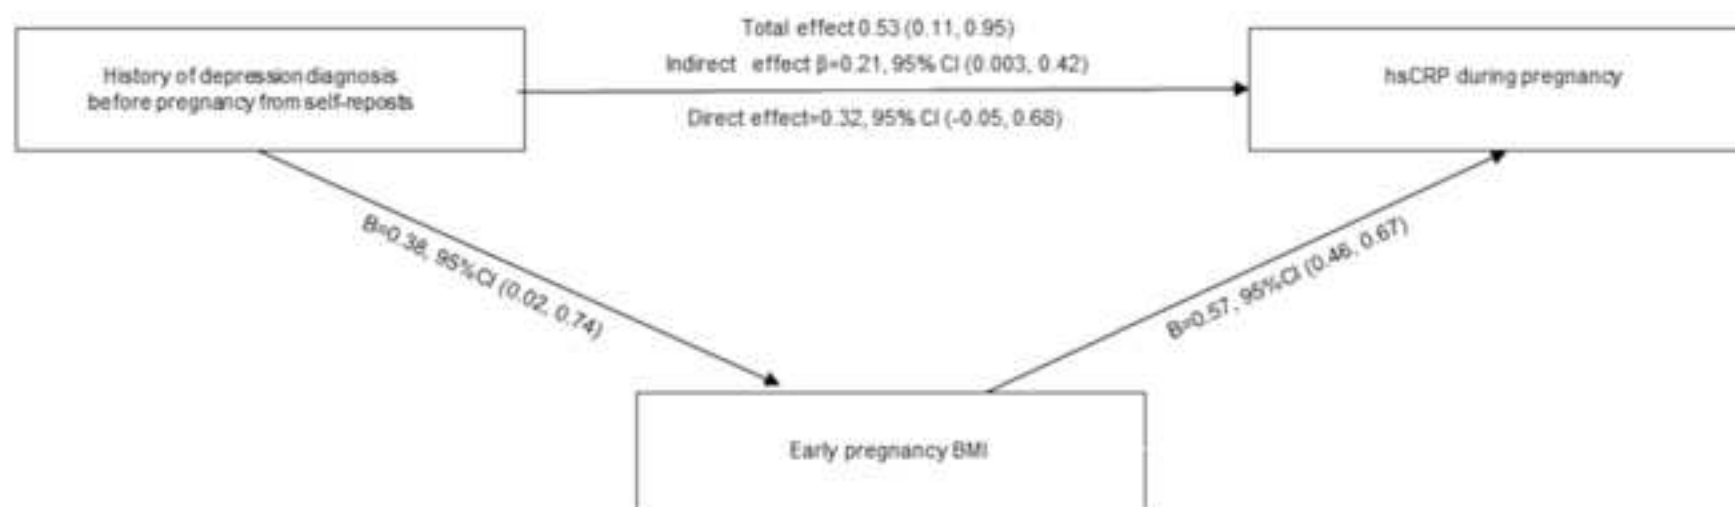 Total effect 0.53 (0.11, 0.95)
History of depression diagnosis
before pregnancy from self-reposts
Indirect effect β=0.21, 95% CI (0.003, 0.42)
hsCRP during pregnancy
Direct effect=0.32, 95% CI (-0.05, 0.68)
B=0.38, 95%CI (0.02, 0.74)
B=0.57, 95%CI (0.46, 0.67)
Early pregnancy BMI